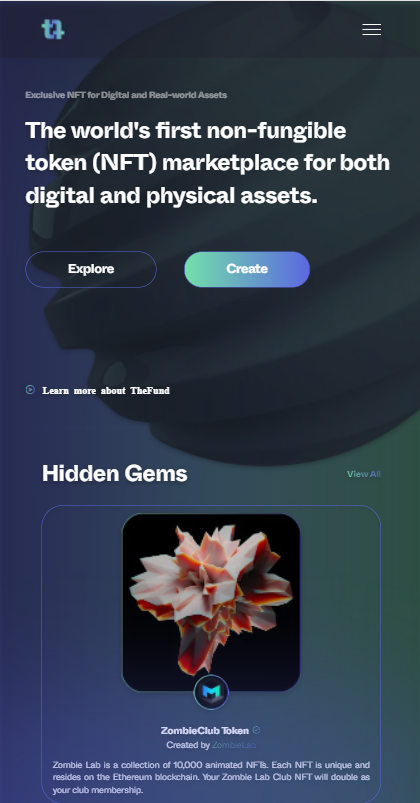 Exclusive NFT for Digital and Real-world Assets
The world's first non-fungible
token (NFT) marketplace for both
digital and physical assets.
Explore
Create
Learn more about TheFund
Hidden Gems
View All
ZombieClub Token
Created by ZombieLab
Zombie Lab is a collection of 10,000 animated NFTs. Each NFT is unique and
resides on the Ethereum blockchain. Your Zombie Lab Club NFT will double as
your club membership.